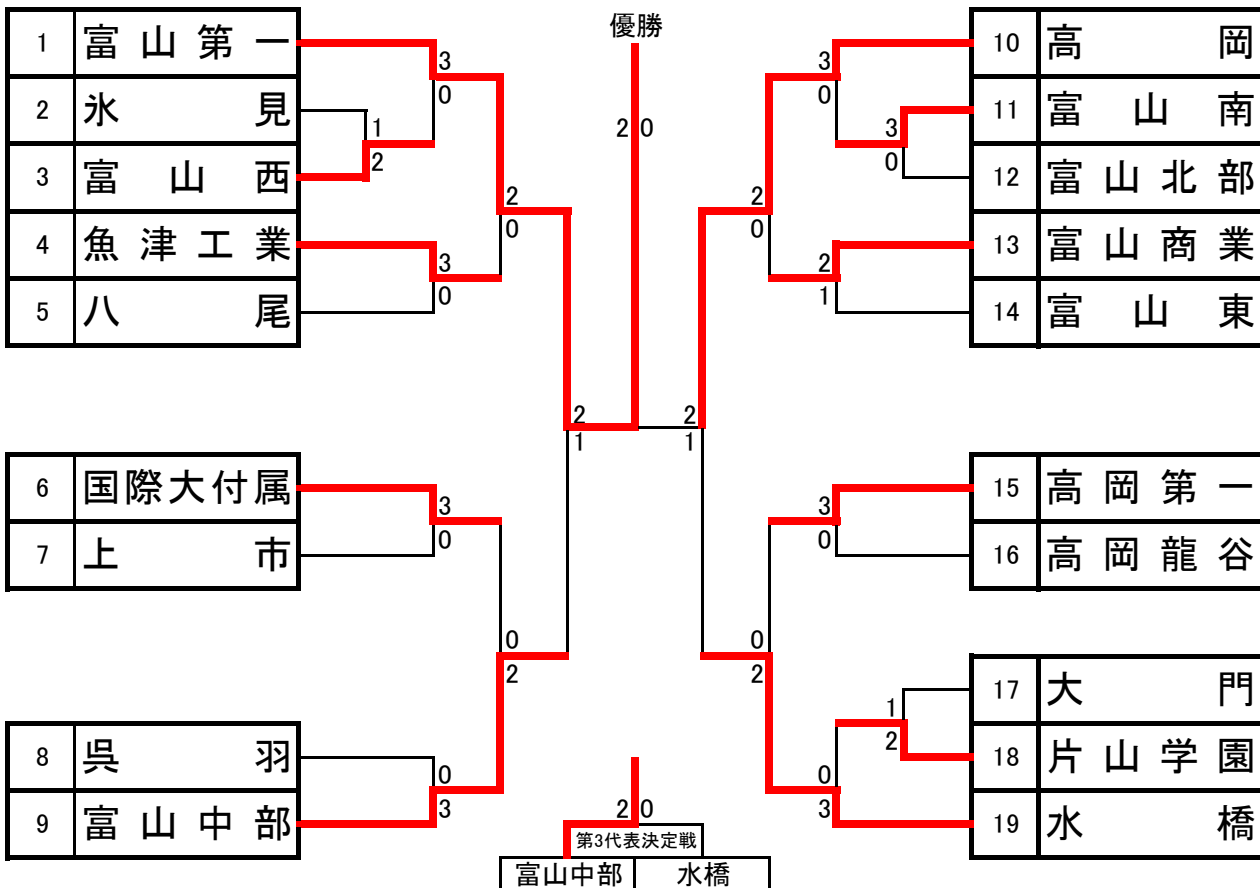 優勝
1 富山第一
2 氷見
3 富山西
4 魚津工業
5 八尾
3
0
1
2
2
0
3
0
2 0
10 高岡
11 富山南
12 富山北部
13 富山商業
14 富山東
3
0
3
0
2
0
2
1
2
1
2
1
6 国際大付属
7 上市
3
0
0
2
8 呉羽
9 富山中部
0
3
15 高岡第一
16 高岡龍谷
3
0
0
2
17 大門
18 片山学園
19 水橋
1
2
0
3
2 0
第3代表決定戦
富山中部 水橋